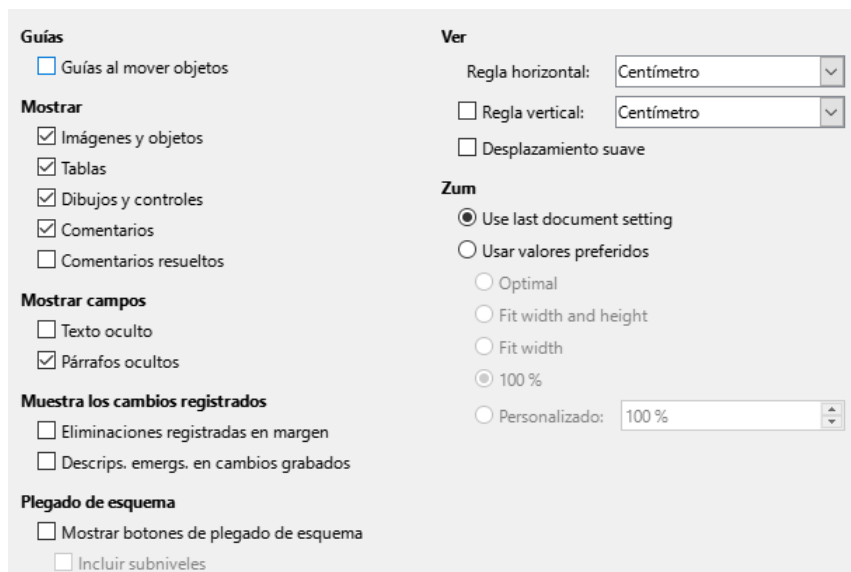 Guías
Guías al mover objetos
Mostrar
Imágenes y objetos
Tablas
Dibujos y controles
Comentarios
Comentarios resueltos
Mostrar campos
Texto oculto
Párrafos ocultos
Muestra los cambios registrados
Eliminaciones registradas en margen
Descrips. emergs. en cambios grabados
Plegado de esquema
Mostrar botones de plegado de esquema
Incluir subniveles
Ver
Regla horizontal: Centímetro
Regla vertical: Centímetro
Desplazamiento suave
Zum
Use last document setting
Usar valores preferidos
Optimal
Fit width and height
Fit width
100 %
Personalizado: 100 %